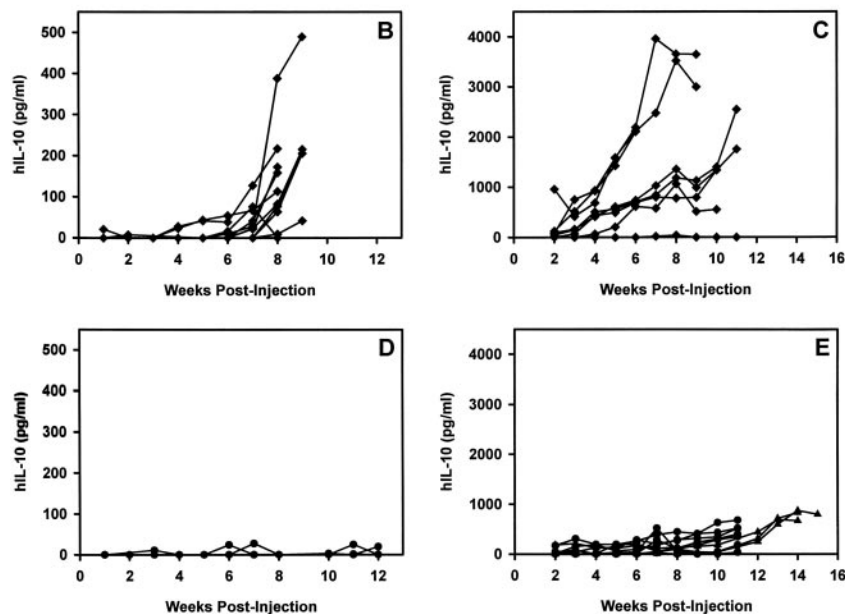 B
hIL-10 (pg/ml)
500
400
300
200
100
0
0 2 4 6 8 10 12
Weeks Post-Injection
C
hIL-10 (pg/ml)
4000
3000
2000
1000
0
0 2 4 6 8 10 12 14 16
Weeks Post-Injection
D
hIL-10 (pg/ml)
500
400
300
200
100
0
0 2 4 6 8 10 12
Weeks Post-Injection
E
hIL-10 (pg/ml)
4000
3000
2000
1000
0
0 2 4 6 8 10 12 14 16
Weeks Post-Injection